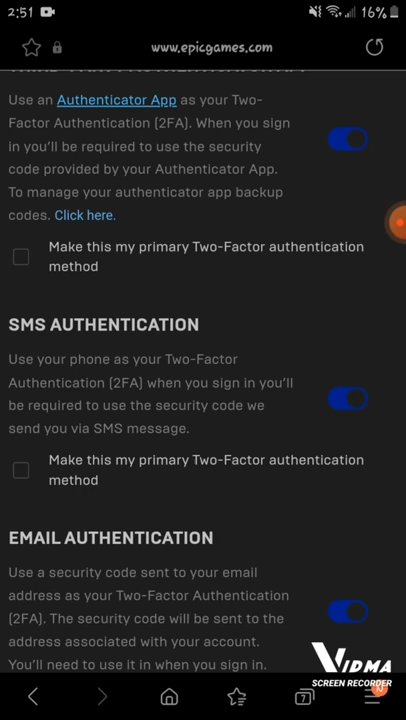 2:51
16%
www.epicgames.com
Use an Authenticator App as your Two-
Factor Authentication (2FA). When you sign
in you'll be required to use the security
code provided by your Authenticator App.
To manage your authenticator app backup
codes. Click here.
Make this my primary Two-Factor authentication
method
SMS AUTHENTICATION
Use your phone as your Two-Factor
Authentication (2FA) when you sign in you'll
be required to use the security code we
send you via SMS message.
Make this my primary Two-Factor authentication
method
EMAIL AUTHENTICATION
Use a security code sent to your email
address as your Two-Factor Authentication
(2FA). The security code will be sent to the
address associated with your account.
You'll need to use it in when you sign in.
VIDMA
SCREEN RECORDER
7
N